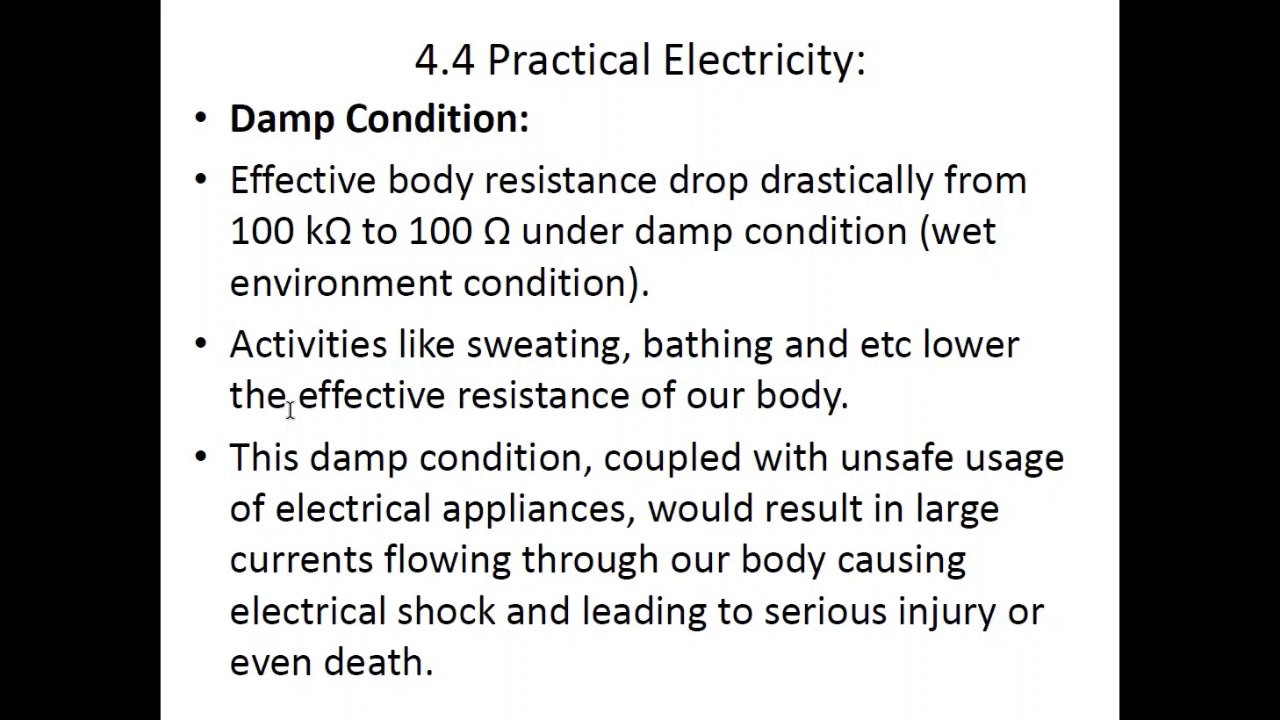 4.4 Practical Electricity:
• Damp Condition:
• Effective body resistance drop drastically from
100 kΩ to 100 Ω under damp condition (wet
environment condition).
• Activities like sweating, bathing and etc lower
the effective resistance of our body.
• This damp condition, coupled with unsafe usage
of electrical appliances, would result in large
currents flowing through our body causing
electrical shock and leading to serious injury or
even death.